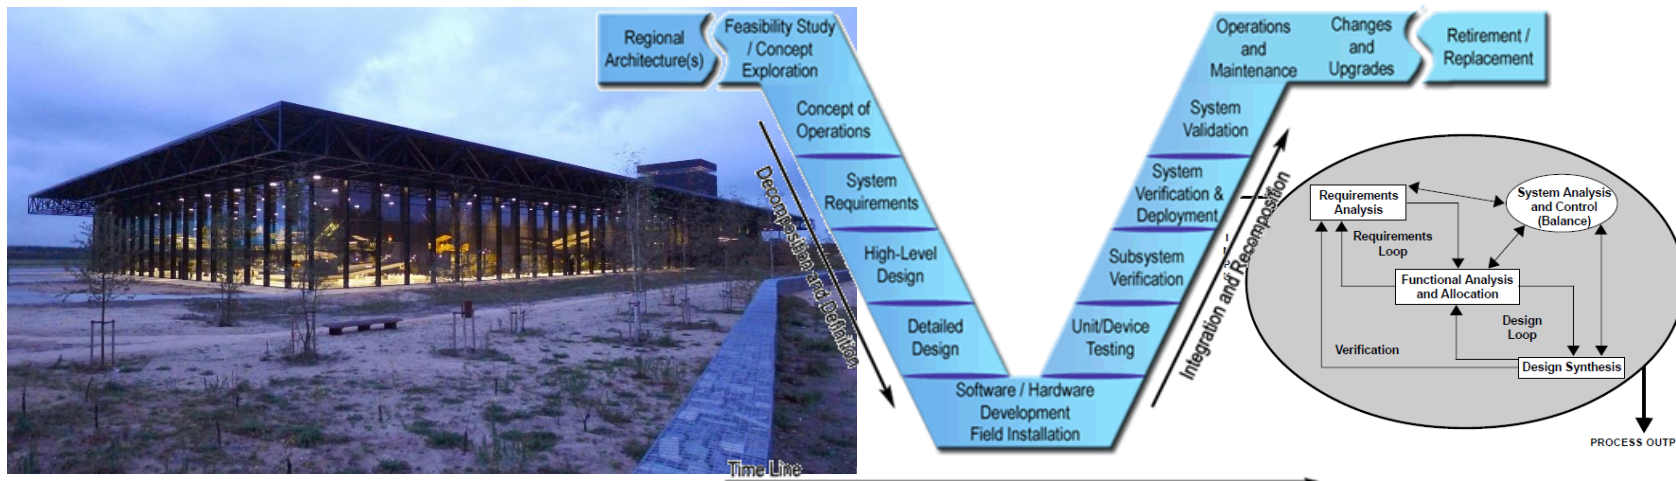 Regional
Architecture(s)
Feasibility Study
/ Concept
Exploration
Concept of
Operations
System
Requirements
High-Level
Design
Detailed
Design
Software / Hardware
Development
Field Installation
Unit/Device
Testing
Subsystem
Verification
System
Verification &
Deployment
System
Validation
Operations
and
Maintenance
Changes
and
Upgrades
Retirement /
Replacement
Decomposition and Definition
Integration and Recomposition
Time Line
Requirements
Analysis
System Analysis
and Control
(Balance)
Requirements
Loop
Functional Analysis
and Allocation
Design
Loop
Verification
Design Synthesis
PROCESS OUTP